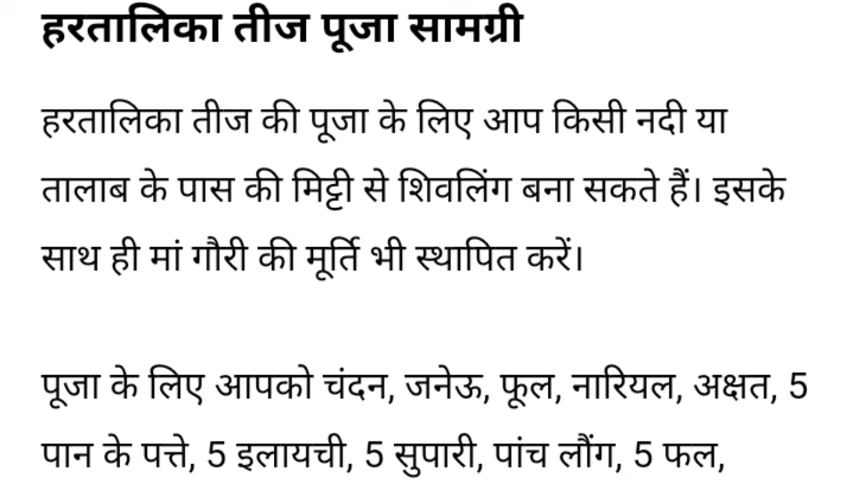 हरतालिका तीज पूजा सामग्री
हरतालिका तीज की पूजा के लिए आप किसी नदी या
तालाब के पास की मिट्टी से शिवलिंग बना सकते हैं। इसके
साथ ही मां गौरी की मूर्ति भी स्थापित करें।
पूजा के लिए आपको चंदन, जनेऊ, फूल, नारियल, अक्षत, 5
पान के पत्ते, 5 इलायची, 5 सुपारी, पांच लौंग, 5 फल,